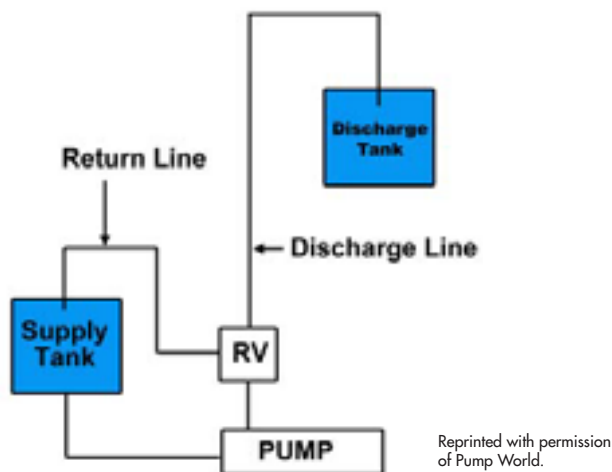 Discharge
Tank
Return Line
Discharge Line
Supply
Tank
RV
PUMP
Reprinted with permission
of Pump World.